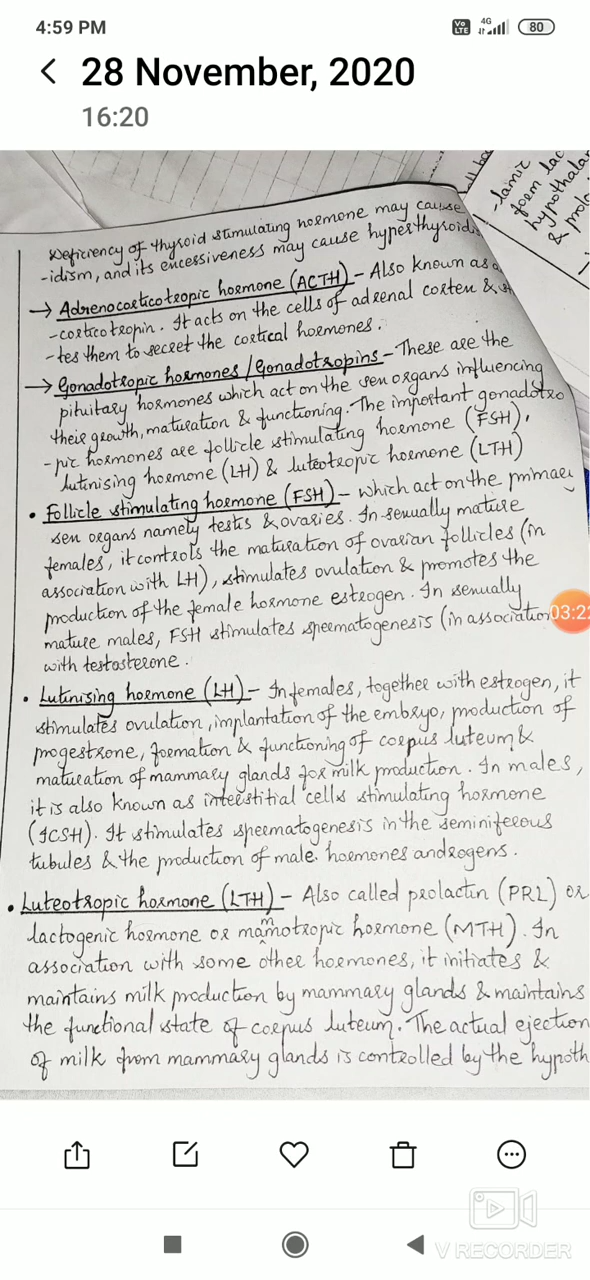 4:59 PM
Vo LTE 4G 80
28 November, 2020
16:20
-lamic
foam lac
hypothala
& prol
Deficiency of thyroid stimulating hormone may cause
-idism, and its excessiveness may cause hyperthyroid
→ Adrenocorticotropic hormone (ACTH) - Also known as
-corticotropin. It acts on the cells of adrenal cortex &
-tes them to secret the cortical hormones.
→ Gonadotropic hormones/Gonadotropins - These are the
pituitary hormones which act on the sex organs influencing
their growth, maturation & functioning. The important gonadotro
-pic hormones are follicle stimulating hormone (FSH),
lutinising hormone (LH) & luteotropic hormone (LTH)
• Follicle stimulating hormone (FSH) - which act on the primary
sex organs namely testis & ovaries. In sexually mature
females, it controls the maturation of ovarian follicles (in
association with LH), stimulates ovulation & promotes the
production of the female hormone estrogen. In sexually
mature males, FSH stimulates spermatogenesis (in association
03:22
with testosterone.
• Lutinising hormone (LH) - In females, together with estrogen, it
stimulates ovulation, implantation of the embryo, production of
progestrone, formation & functioning of corpus luteum &
maturation of mammary glands for milk production. In males,
it is also known as interstitial cells stimulating hormone
(ICSH). It stimulates spermatogenesis in the seminiferous
tubules & the production of male hormones androgens.
• Luteotropic hormone (LTH) - Also called prolactin (PRL) or
lactogenic hormone or mammotropic hormone (MTH). In
association with some other hormones, it initiates &
maintains milk production by mammary glands & maintains
the functional state of corpus luteum. The actual ejection
of milk from mammary glands is controlled by the hypoth
V RECORDER